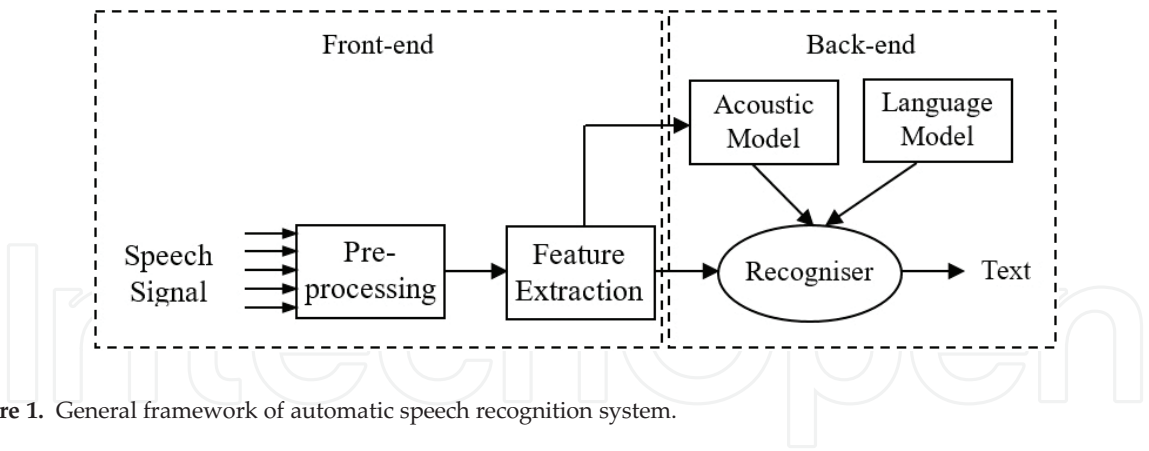 Front-end
Back-end
Acoustic
Model
Language
Model
Speech
Signal
Pre-
processing
Feature
Extraction
Recogniser
Text
re 1. General framework of automatic speech recognition system.
Intechopen